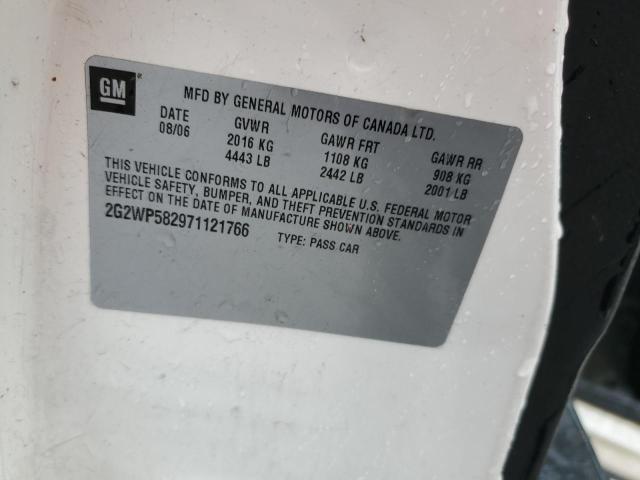 GM
MFD BY GENERAL MOTORS OF CANADA LTD.
DATE GVWR GAWR FRT GAWR RR
08/06 2016 KG 1108 KG 908 KG
4443 LB 2442 LB 2001 LB
THIS VEHICLE CONFORMS TO ALL APPLICABLE U.S. FEDERAL MOTOR
VEHICLE SAFETY, BUMPER, AND THEFT PREVENTION STANDARDS IN
EFFECT ON THE DATE OF MANUFACTURE SHOWN ABOVE.
2G2WP582971121766 TYPE: PASS CAR